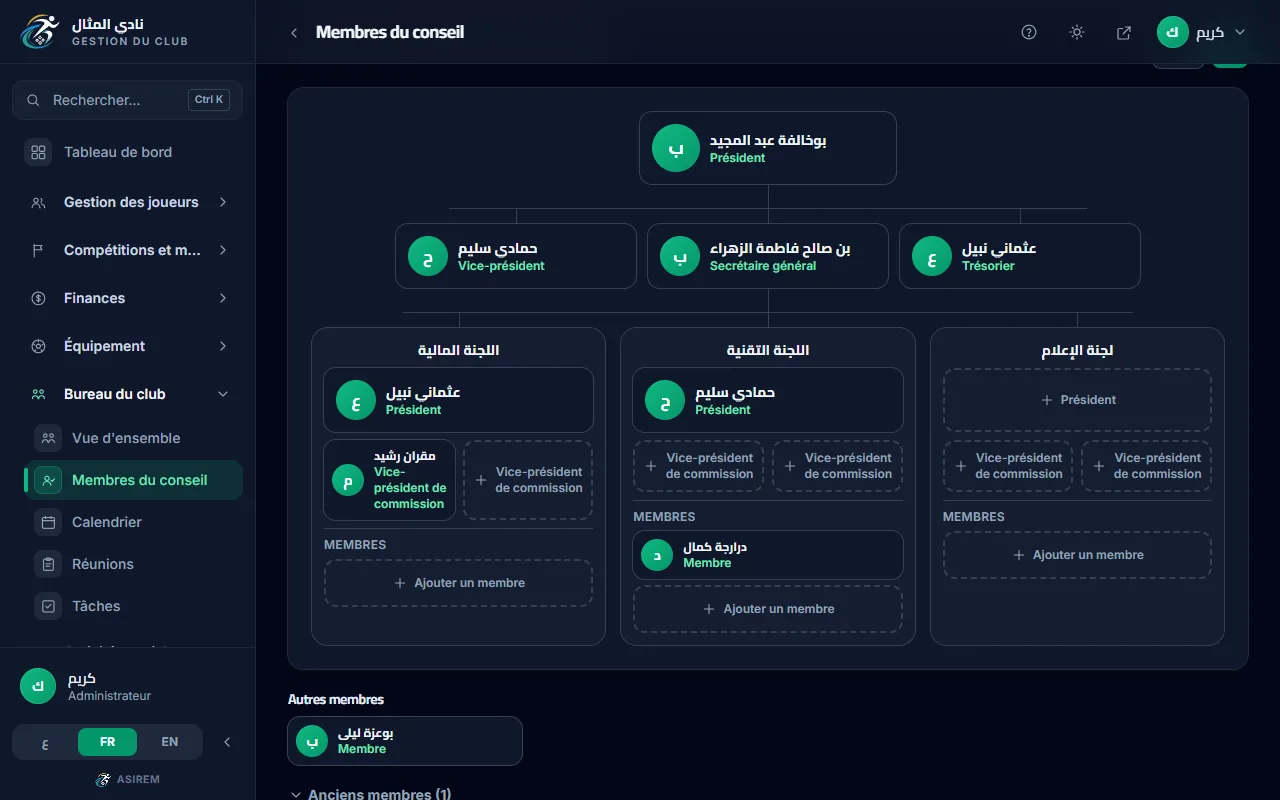 نادي المثال
GESTION DU CLUB
Rechercher...
Ctrl K
Tableau de bord
Gestion des joueurs
Compétitions et m...
Finances
Équipement
Bureau du club
Vue d'ensemble
Membres du conseil
Calendrier
Réunions
Tâches
كريم
Administrateur
ع
FR
EN
ASIREM
Membres du conseil
ك
كريم
ب
بوخالفة عبد المجيد
Président
ح
حمادي سليم
Vice-président
ب
بن صالح فاطمة الزهراء
Secrétaire général
ع
عثماني نبيل
Trésorier
اللجنة المالية
ع
عثماني نبيل
Président
م
مقران رشيد
Vice-
président de
commission
Vice-président
de commission
MEMBRES
Ajouter un membre
اللجنة التقنية
ح
حمادي سليم
Président
Vice-président
de commission
Vice-président
de commission
MEMBRES
د
درارجة كمال
Membre
Ajouter un membre
لجنة الإعلام
Président
Vice-président
de commission
Vice-président
de commission
MEMBRES
Ajouter un membre
Autres membres
ب
بوعزة ليلى
Membre
Anciens membres (1)